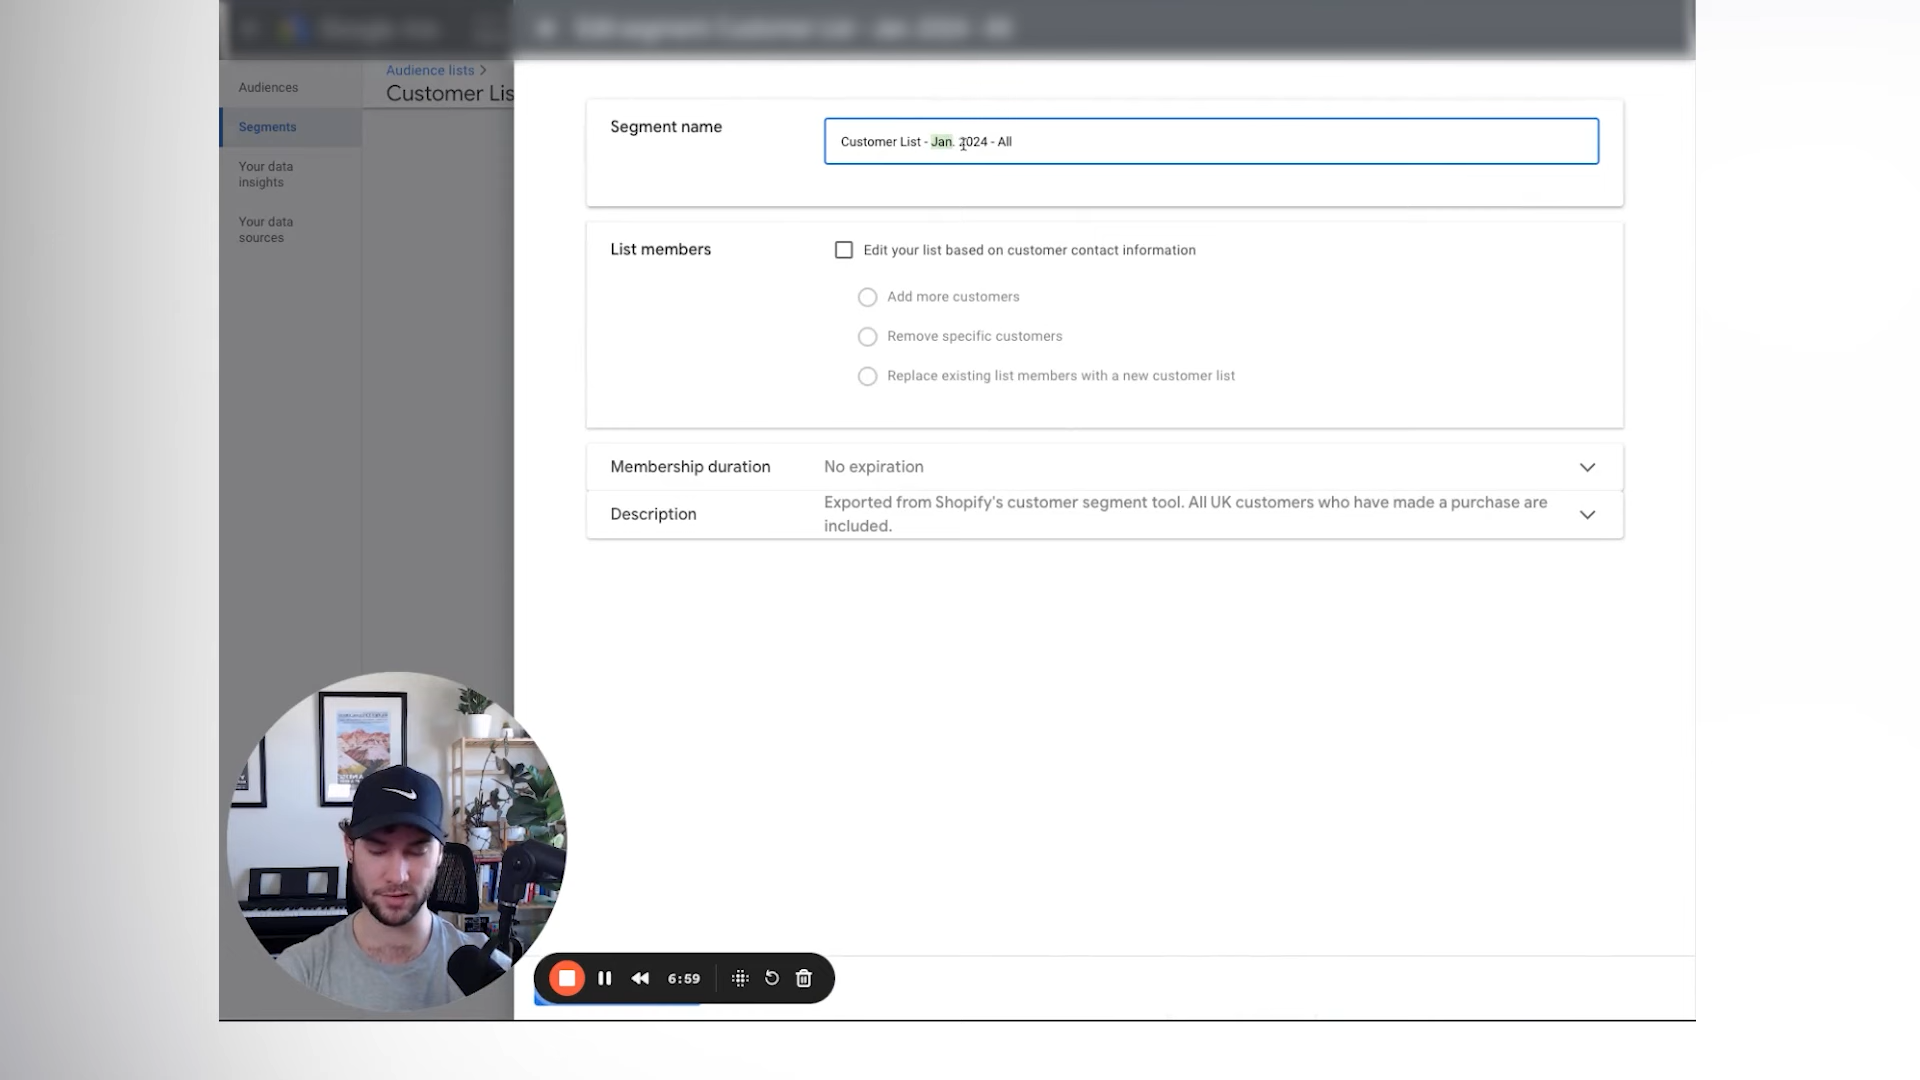 Audiences
Segments
Your data
insights
Your data
sources
Audience lists
Customer Lis
Segment name
Customer List - Jan. 2024 - All
List members
Edit your list based on customer contact information
Add more customers
Remove specific customers
Replace existing list members with a new customer list
Membership duration
No expiration
Description
Exported from Shopify's customer segment tool. All UK customers who have made a purchase are
included.
6:59